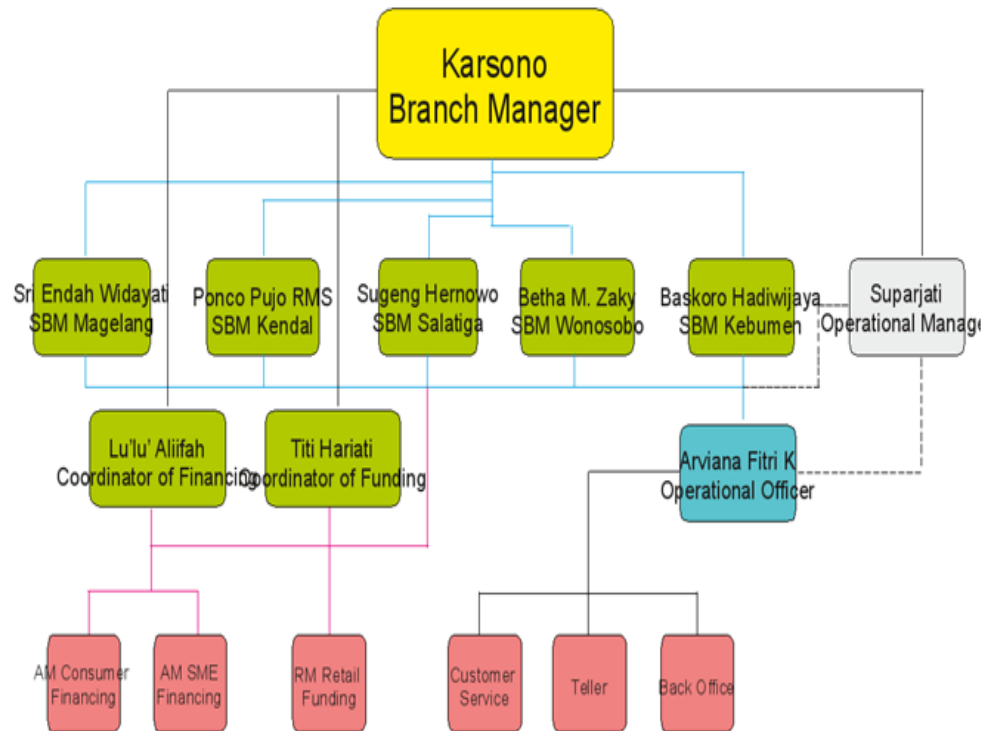 Karsono
Branch Manager
Sri Endah Widayati
SBM Magelang
Ponco Pujo RMS
SBM Kendal
Sugeng Hernowo
SBM Salatiga
Betha M. Zaky
SBM Wonosobo
Baskoro Hadiwijaya
SBM Kebumen
Suparjati
Operational Manage
Lu'lu' Aliifah
Coordinator of Financing
Titi Hariati
Coordinator of Funding
Arviana Fitri K
Operational Officer
AM Consumer
Financing
AM SME
Financing
RM Retail
Funding
Customer
Service
Teller
Back Office